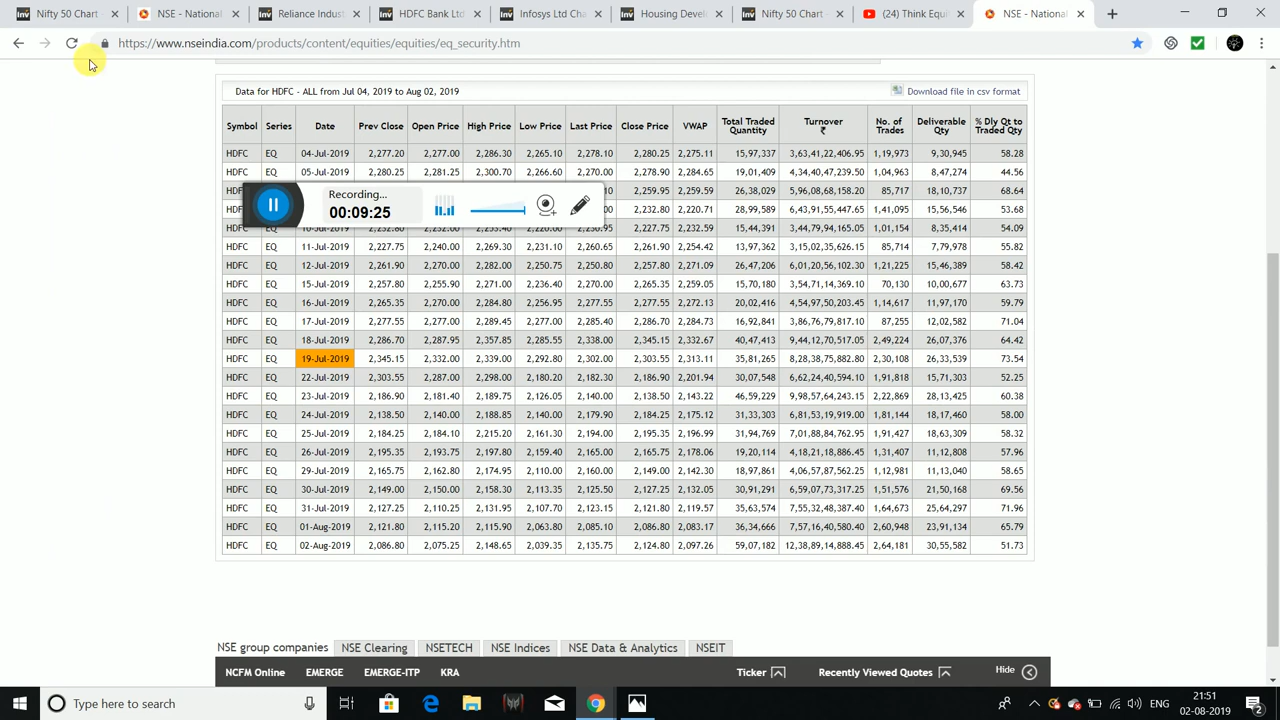 Nifty 50 Chart -
NSE - National
Reliance Indust
HDFC Bank Ltd
Infosys Ltd Cha
Housing Devel
Nifty 50 Chart
(24) Think Equ
NSE - National
https://www.nseindia.com/products/content/equities/equities/eq_security.htm
Data for HDFC - ALL from Jul 04, 2019 to Aug 02, 2019
Download file in csv format
Symbol Series Date Prev Close Open Price High Price Low Price Last Price Close Price VWAP Total Traded Quantity Turnover ₹ No. of Trades Deliverable Qty % Dly Qt to Traded Qty
HDFC EQ 04-Jul-2019 2,277.20 2,277.00 2,286.30 2,265.10 2,278.10 2,280.25 2,275.11 15,97,337 3,63,41,22,406.95 1,19,973 9,30,945 58.28
HDFC EQ 05-Jul-2019 2,280.25 2,281.25 2,300.70 2,266.60 2,270.00 2,278.90 2,284.65 19,01,409 4,34,40,47,239.50 1,04,963 8,47,274 44.56
HDFC 2,259.95 2,259.59 26,38,029 5,96,08,68,158.20 85,717 18,10,737 68.64
HDFC 2,232.80 2,220.71 28,99,585 6,43,91,55,447.65 1,41,095 15,56,546 53.68
HDFC 2,227.75 2,232.59 15,44,391 3,44,79,94,165.05 1,01,154 8,35,414 54.09
HDFC EQ 11-Jul-2019 2,227.75 2,240.00 2,269.30 2,231.10 2,260.65 2,261.90 2,254.42 13,97,362 3,15,02,35,626.15 85,714 7,79,978 55.82
HDFC EQ 12-Jul-2019 2,261.90 2,270.00 2,282.00 2,250.75 2,250.80 2,257.80 2,271.09 26,47,206 6,01,20,56,102.30 1,21,225 15,46,389 58.42
HDFC EQ 15-Jul-2019 2,257.80 2,255.90 2,271.00 2,236.40 2,270.00 2,265.35 2,259.05 15,70,180 3,54,71,14,369.10 70,130 10,00,677 63.73
HDFC EQ 16-Jul-2019 2,265.35 2,270.00 2,284.80 2,256.95 2,277.55 2,277.55 2,272.13 20,02,416 4,54,97,50,203.45 1,14,617 11,97,170 59.79
HDFC EQ 17-Jul-2019 2,277.55 2,277.55 2,289.45 2,277.00 2,285.40 2,286.70 2,284.73 16,92,841 3,86,76,79,817.10 87,255 12,02,582 71.04
HDFC EQ 18-Jul-2019 2,286.70 2,287.95 2,357.85 2,285.55 2,338.00 2,345.15 2,332.67 40,47,413 9,44,12,70,517.05 2,49,224 26,07,376 64.42
HDFC EQ 19-Jul-2019 2,345.15 2,332.00 2,339.00 2,292.80 2,302.00 2,303.55 2,313.11 35,81,265 8,28,38,75,882.80 2,30,108 26,33,539 73.54
HDFC EQ 22-Jul-2019 2,303.55 2,287.00 2,298.00 2,180.20 2,182.30 2,186.90 2,201.94 30,07,548 6,62,24,40,594.10 1,91,818 15,71,303 52.25
HDFC EQ 23-Jul-2019 2,186.90 2,181.40 2,189.75 2,126.05 2,140.00 2,138.50 2,143.22 46,59,229 9,98,57,64,243.15 2,22,869 28,13,425 60.38
HDFC EQ 24-Jul-2019 2,138.50 2,140.00 2,188.85 2,140.00 2,179.90 2,184.25 2,175.12 31,33,303 6,81,53,19,919.00 1,81,144 18,17,460 58.00
HDFC EQ 25-Jul-2019 2,184.25 2,184.10 2,215.20 2,161.30 2,194.00 2,195.35 2,196.99 31,94,769 7,01,88,84,762.95 1,91,427 18,63,309 58.32
HDFC EQ 26-Jul-2019 2,195.35 2,193.75 2,197.80 2,159.40 2,165.00 2,165.75 2,178.06 19,20,114 4,18,21,18,886.45 1,31,407 11,12,808 57.96
HDFC EQ 29-Jul-2019 2,165.75 2,162.80 2,174.95 2,110.00 2,160.00 2,149.00 2,142.30 18,97,861 4,06,57,87,562.25 1,12,981 11,13,040 58.65
HDFC EQ 30-Jul-2019 2,149.00 2,150.00 2,158.30 2,113.35 2,125.50 2,127.25 2,132.05 30,91,291 6,59,07,73,317.25 1,51,576 21,50,168 69.56
HDFC EQ 31-Jul-2019 2,127.25 2,110.25 2,131.95 2,107.70 2,123.15 2,121.80 2,119.57 35,63,574 7,55,32,48,387.40 1,64,673 25,64,297 71.96
HDFC EQ 01-Aug-2019 2,121.80 2,115.20 2,115.90 2,063.80 2,085.10 2,086.80 2,083.17 36,34,666 7,57,16,40,580.40 2,60,948 23,91,134 65.79
HDFC EQ 02-Aug-2019 2,086.80 2,075.25 2,148.65 2,039.35 2,135.75 2,124.80 2,097.26 59,07,182 12,38,89,14,888.45 2,64,181 30,55,582 51.73
Recording...
00:09:25
NSE group companies NSE Clearing NSETECH NSE Indices NSE Data & Analytics NSEIT
NCFM Online EMERGE EMERGE-ITP KRA Ticker Recently Viewed Quotes Hide
Type here to search
ENG
21:51
02-08-2019
2